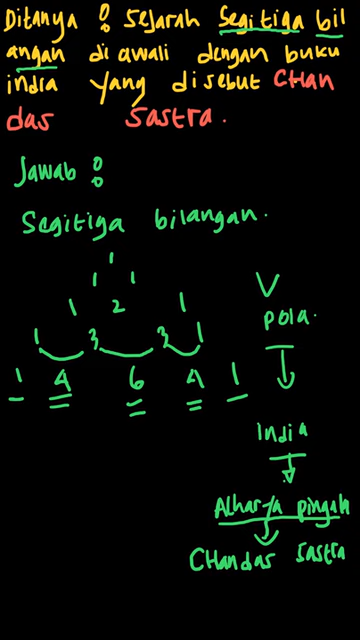 Ditanya : sejarah segitiga bil
angan di awali dengan buku
india yang disebut CHan
das sastra.
Jawab :
Segitiga bilangan.
1
1 1
1 2 1
1 3 3 1
1 4 6 4 1
V
pola.
India
Alharya pingala
CHandas sastra